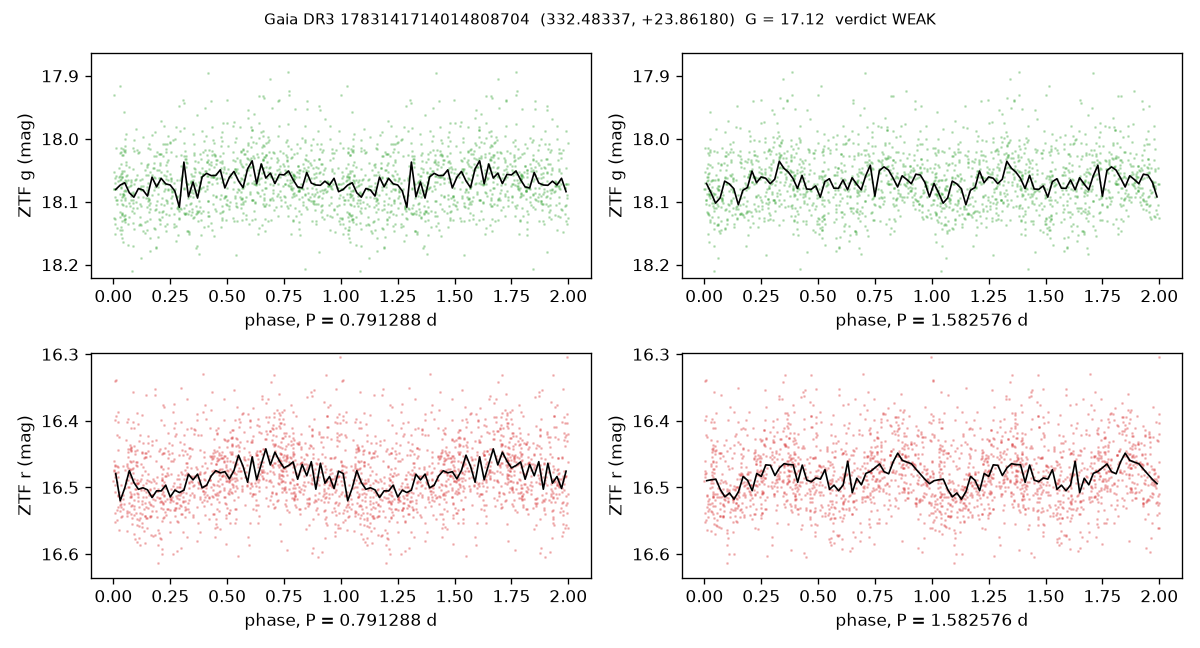 Gaia DR3 1783141714014808704 (332.48337, +23.86180) G = 17.12 verdict WEAK
17.9
18.0
18.1
18.2
ZTF g (mag)
0.00 0.25 0.50 0.75 1.00 1.25 1.50 1.75 2.00
phase, P = 0.791288 d
17.9
18.0
18.1
18.2
ZTF g (mag)
0.00 0.25 0.50 0.75 1.00 1.25 1.50 1.75 2.00
phase, P = 1.582576 d
16.3
16.4
16.5
16.6
ZTF r (mag)
0.00 0.25 0.50 0.75 1.00 1.25 1.50 1.75 2.00
phase, P = 0.791288 d
16.3
16.4
16.5
16.6
ZTF r (mag)
0.00 0.25 0.50 0.75 1.00 1.25 1.50 1.75 2.00
phase, P = 1.582576 d